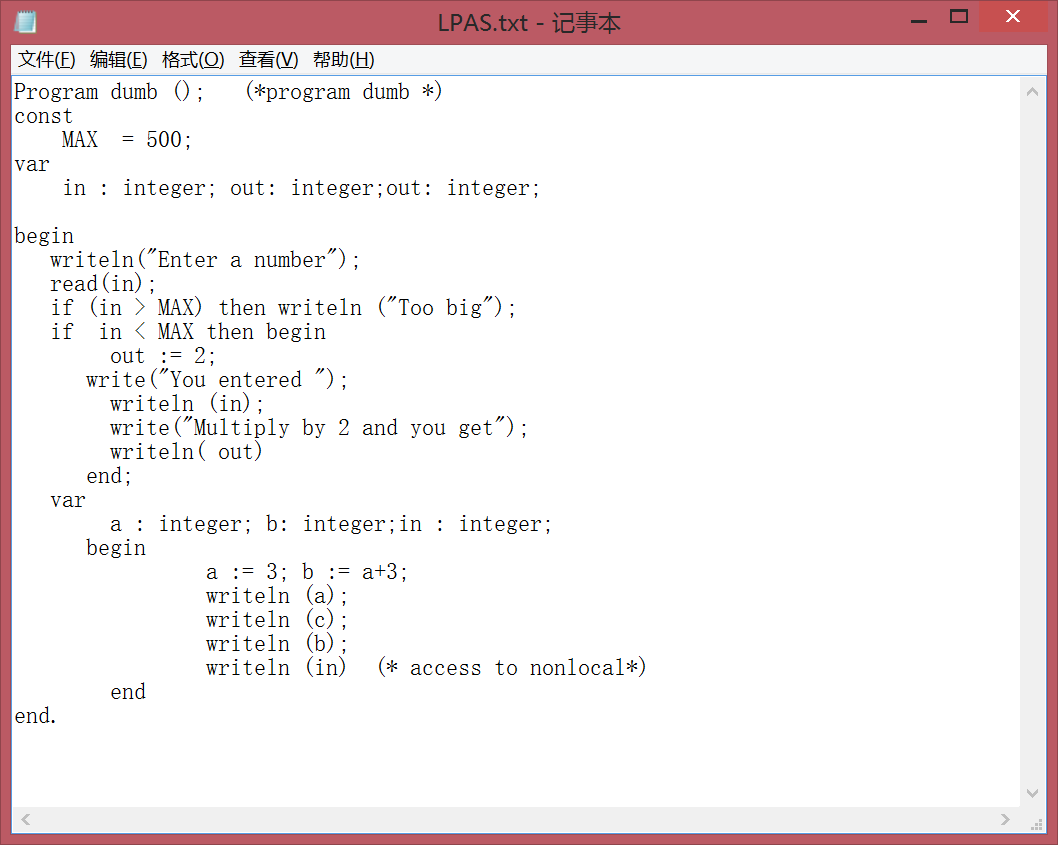 LPAS.txt - 记事本
文件(F) 编辑(E) 格式(O) 查看(V) 帮助(H)
Program dumb ();   (*program dumb *)
const
    MAX  = 500;
var
    in : integer; out: integer;out: integer;

begin
   writeln("Enter a number");
   read(in);
   if (in > MAX) then writeln ("Too big");
   if  in < MAX then begin
        out := 2;
      write("You entered ");
        writeln (in);
        write("Multiply by 2 and you get");
        writeln( out)
      end;
   var
        a : integer; b: integer;in : integer;
      begin
                a := 3; b := a+3;
                writeln (a);
                writeln (c);
                writeln (b);
                writeln (in)  (* access to nonlocal*)
        end
end.